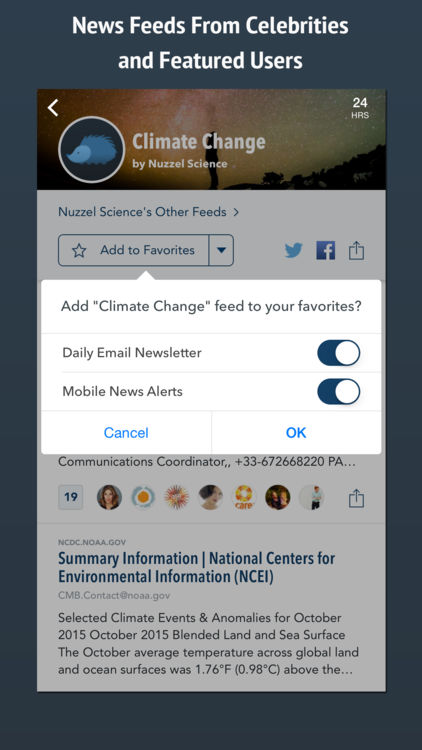 News Feeds From Celebrities
and Featured Users
24
HRS
Climate Change
by Nuzzel Science
Nuzzel Science's Other Feeds >
Add to Favorites
Add "Climate Change" feed to your favorites?
Daily Email Newsletter
Mobile News Alerts
Cancel
OK
Communications Coordinator,, +33-672668220 PA…
19
care
NCDC.NOAA.GOV
Summary Information | National Centers for
Environmental Information (NCEI)
CMB.Contact@noaa.gov
Selected Climate Events & Anomalies for October
2015 October 2015 Blended Land and Sea Surface
The October average temperature across global land
and ocean surfaces was 1.76°F (0.98°C) above the…